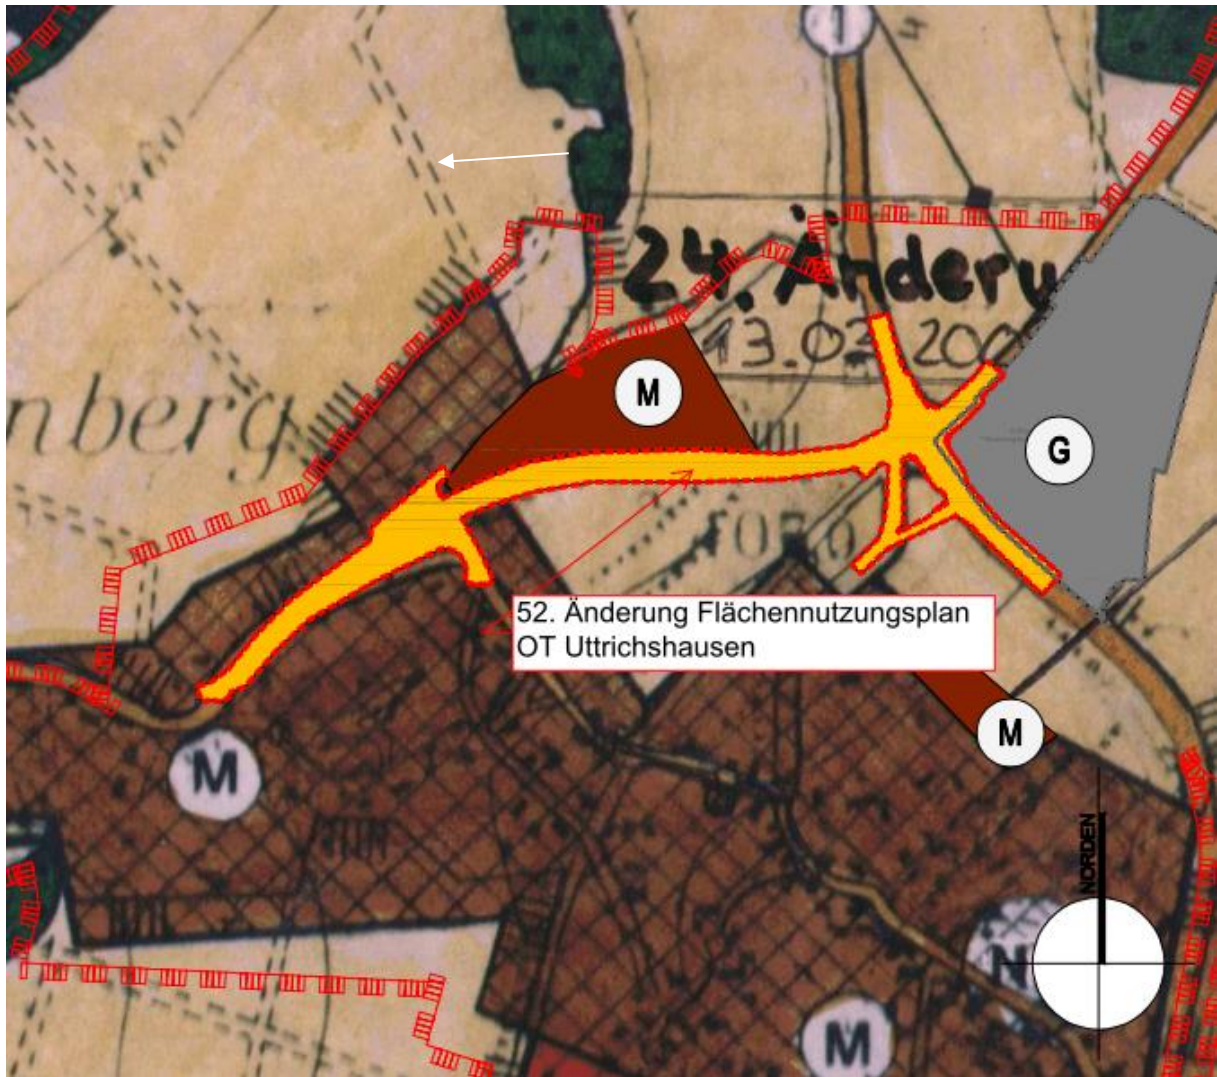 24. Änderu
13.03 200
nberg
M
G
52. Änderung Flächennutzungsplan
OT Uttrichshausen
M
M
NORDEN
M